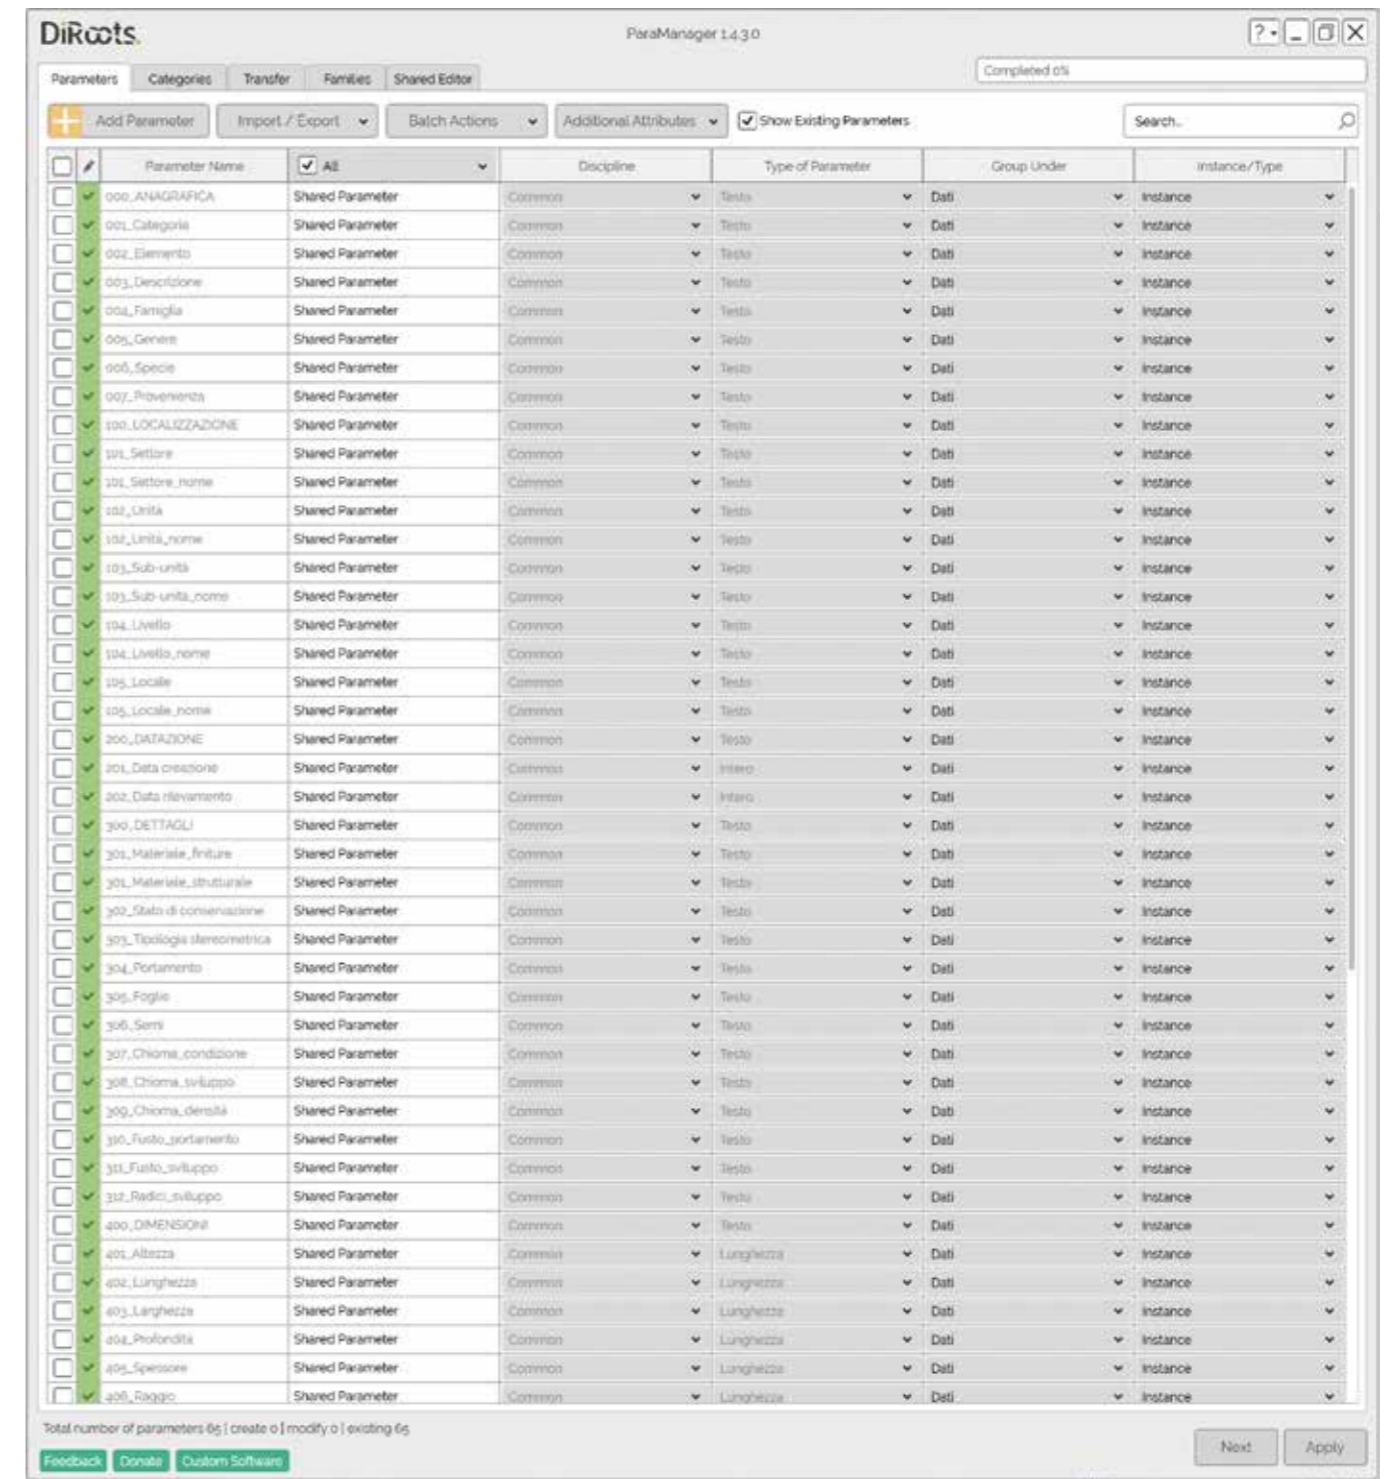 DiRoots.
ParaManager 1.4.3.0
Parameters Categories Transfer Families Shared Editor
Completed 0%
Add Parameter Import / Export Batch Actions Additional Attributes Show Existing Parameters Search...
Parameter Name All Discipline Type of Parameter Group Under Instance/Type
000_ANAGRAFICA Shared Parameter Common Testo Dati Instance
001_Categoria Shared Parameter Common Testo Dati Instance
002_Elemento Shared Parameter Common Testo Dati Instance
003_Descrizione Shared Parameter Common Testo Dati Instance
004_Famiglia Shared Parameter Common Testo Dati Instance
005_Genere Shared Parameter Common Testo Dati Instance
006_Specie Shared Parameter Common Testo Dati Instance
007_Provenienza Shared Parameter Common Testo Dati Instance
100_LOCALIZZAZIONE Shared Parameter Common Testo Dati Instance
101_Settore Shared Parameter Common Testo Dati Instance
101_Settore_nome Shared Parameter Common Testo Dati Instance
102_Unità Shared Parameter Common Testo Dati Instance
102_Unità_nome Shared Parameter Common Testo Dati Instance
103_Sub-unità Shared Parameter Common Testo Dati Instance
103_Sub-unità_nome Shared Parameter Common Testo Dati Instance
104_Livello Shared Parameter Common Testo Dati Instance
104_Livello_nome Shared Parameter Common Testo Dati Instance
105_Locale Shared Parameter Common Testo Dati Instance
105_Locale_nome Shared Parameter Common Testo Dati Instance
200_DATAZIONE Shared Parameter Common Testo Dati Instance
201_Data creazione Shared Parameter Common Intero Dati Instance
202_Data rilevamento Shared Parameter Common Intero Dati Instance
300_DETTAGLI Shared Parameter Common Testo Dati Instance
301_Materiale_finiture Shared Parameter Common Testo Dati Instance
301_Materiale_strutturale Shared Parameter Common Testo Dati Instance
302_Stato di conservazione Shared Parameter Common Testo Dati Instance
303_Tipologia stereometrica Shared Parameter Common Testo Dati Instance
304_Portamento Shared Parameter Common Testo Dati Instance
305_Foglie Shared Parameter Common Testo Dati Instance
306_Semi Shared Parameter Common Testo Dati Instance
307_Chioma_condizione Shared Parameter Common Testo Dati Instance
308_Chioma_sviluppo Shared Parameter Common Testo Dati Instance
309_Chioma_densità Shared Parameter Common Testo Dati Instance
310_Fusto_portamento Shared Parameter Common Testo Dati Instance
311_Fusto_sviluppo Shared Parameter Common Testo Dati Instance
312_Radici_sviluppo Shared Parameter Common Testo Dati Instance
400_DIMENSIONI Shared Parameter Common Testo Dati Instance
401_Altezza Shared Parameter Common Lunghezza Dati Instance
402_Lunghezza Shared Parameter Common Lunghezza Dati Instance
403_Larghezza Shared Parameter Common Lunghezza Dati Instance
404_Profondità Shared Parameter Common Lunghezza Dati Instance
405_Spessore Shared Parameter Common Lunghezza Dati Instance
406_Raggio Shared Parameter Common Lunghezza Dati Instance
Total number of parameters 65 | create 0 | modify 0 | existing 65
Next Apply
Feedback Donate Custom Software